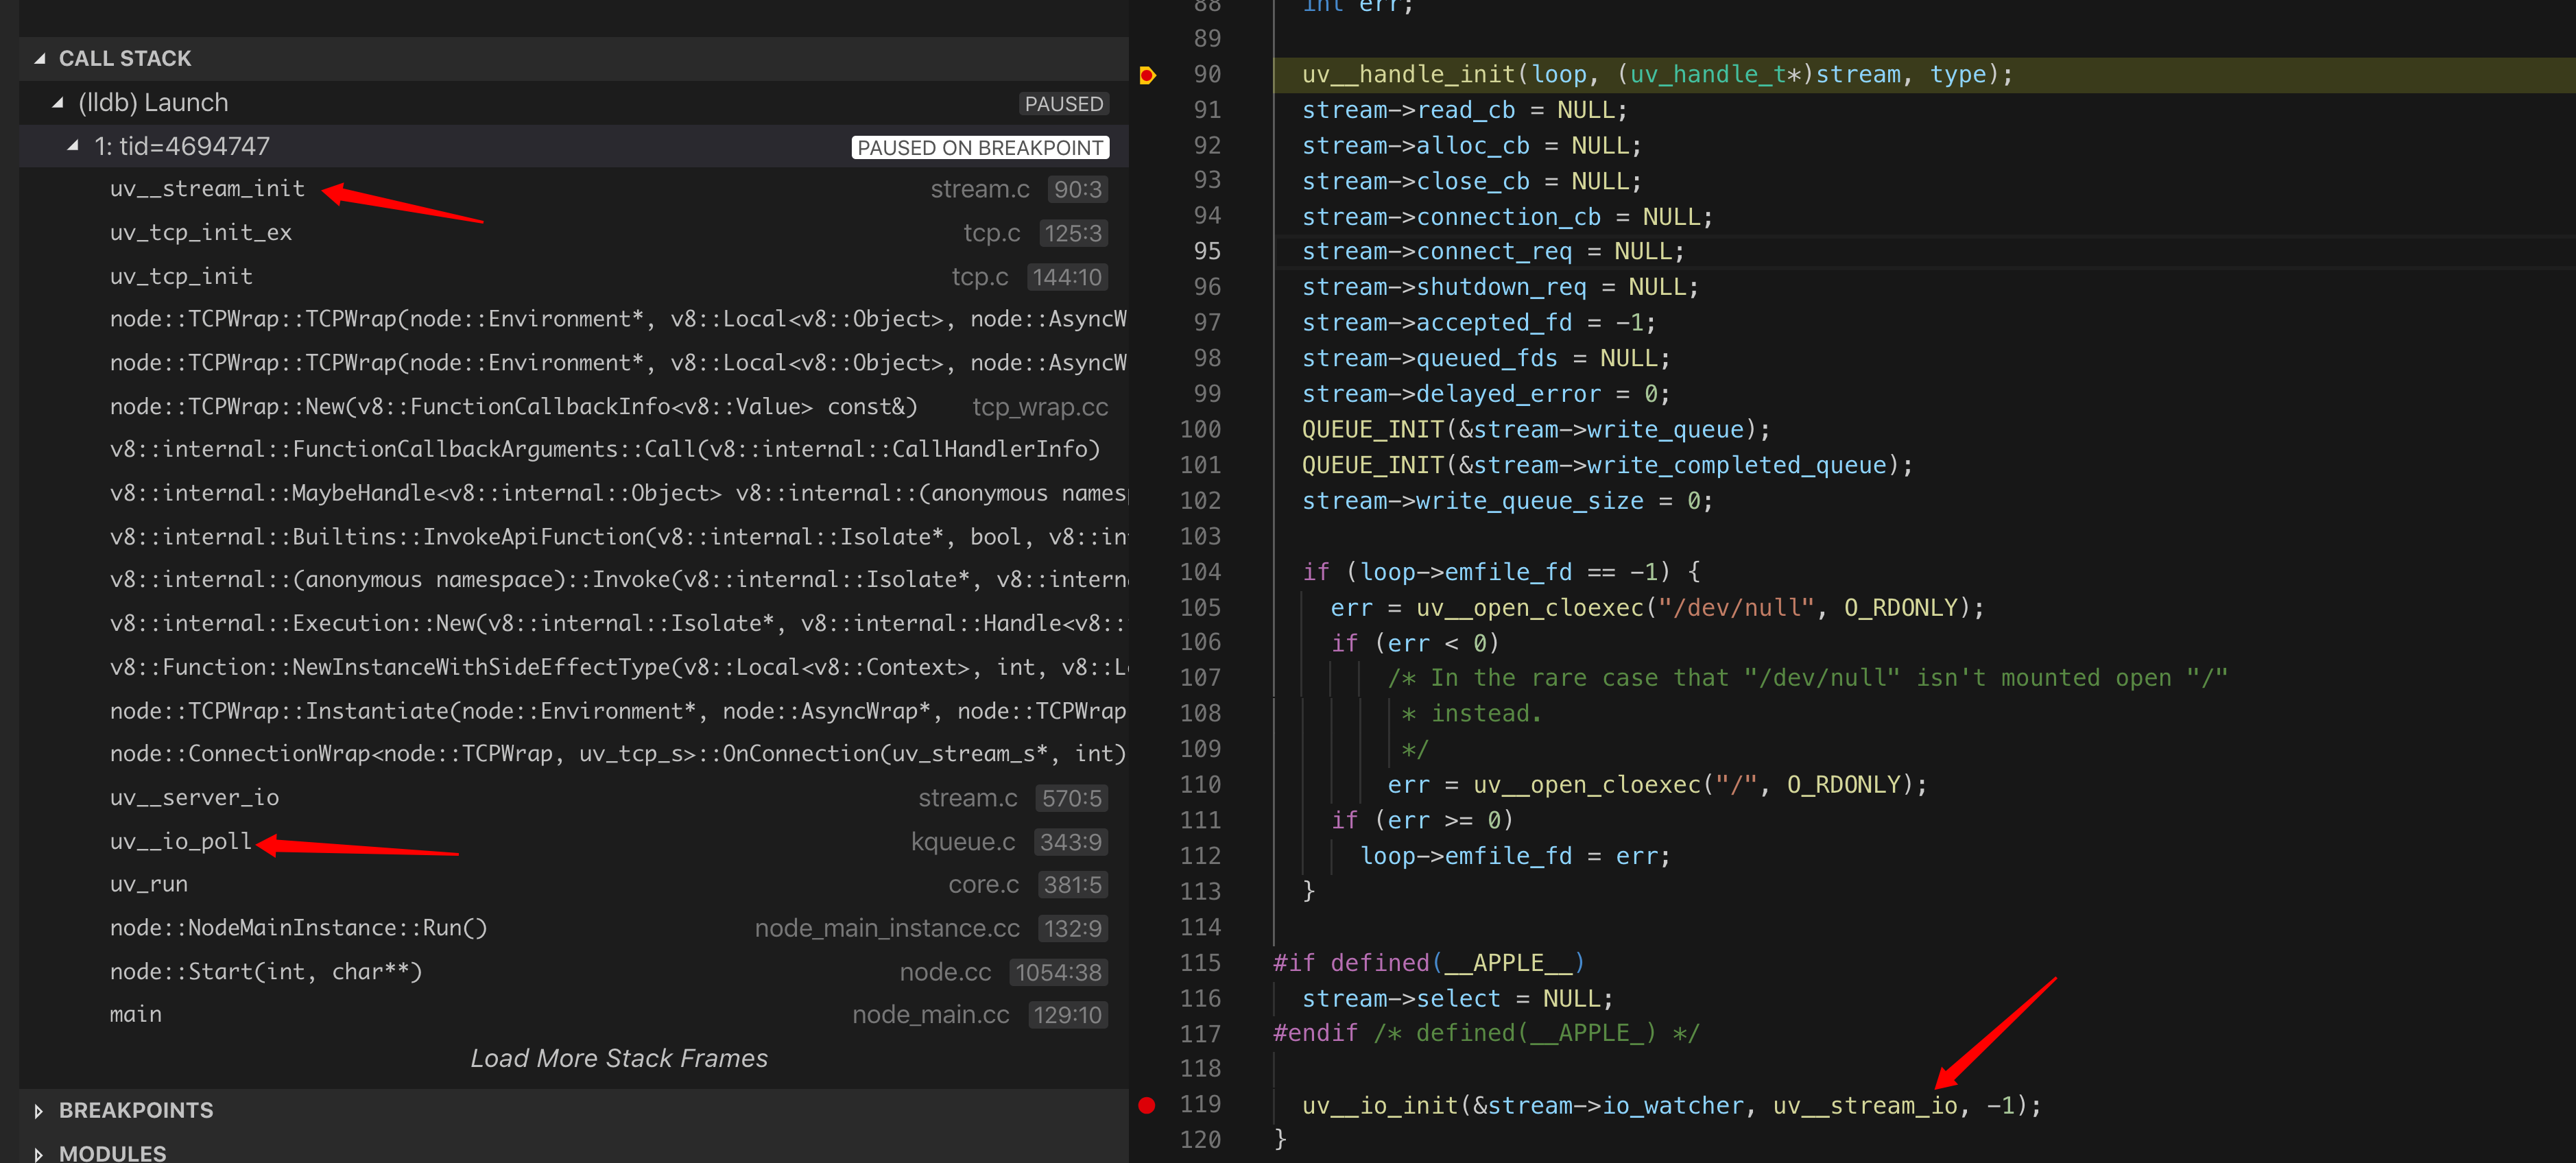 CALL STACK
(lldb) Launch PAUSED
1: tid=4694747 PAUSED ON BREAKPOINT
uv__stream_init stream.c 90:3
uv_tcp_init_ex tcp.c 125:3
uv_tcp_init tcp.c 144:10
node::TCPWrap::TCPWrap(node::Environment*, v8::Local<v8::Object>, node::AsyncW
node::TCPWrap::TCPWrap(node::Environment*, v8::Local<v8::Object>, node::AsyncW
node::TCPWrap::New(v8::FunctionCallbackInfo<v8::Value> const&) tcp_wrap.cc
v8::internal::FunctionCallbackArguments::Call(v8::internal::CallHandlerInfo)
v8::internal::MaybeHandle<v8::internal::Object> v8::internal::(anonymous names
v8::internal::Builtins::InvokeApiFunction(v8::internal::Isolate*, bool, v8::in
v8::internal::(anonymous namespace)::Invoke(v8::internal::Isolate*, v8::intern
v8::internal::Execution::New(v8::internal::Isolate*, v8::internal::Handle<v8::
v8::Function::NewInstanceWithSideEffectType(v8::Local<v8::Context>, int, v8::L
node::TCPWrap::Instantiate(node::Environment*, node::AsyncWrap*, node::TCPWrap
node::ConnectionWrap<node::TCPWrap, uv_tcp_s>::OnConnection(uv_stream_s*, int)
uv__server_io stream.c 570:5
uv__io_poll kqueue.c 343:9
uv_run core.c 381:5
node::NodeMainInstance::Run() node_main_instance.cc 132:9
node::Start(int, char**) node.cc 1054:38
main node_main.cc 129:10
Load More Stack Frames
BREAKPOINTS
MODULES
88 int err;
89
90 uv__handle_init(loop, (uv_handle_t*)stream, type);
91 stream->read_cb = NULL;
92 stream->alloc_cb = NULL;
93 stream->close_cb = NULL;
94 stream->connection_cb = NULL;
95 stream->connect_req = NULL;
96 stream->shutdown_req = NULL;
97 stream->accepted_fd = -1;
98 stream->queued_fds = NULL;
99 stream->delayed_error = 0;
100 QUEUE_INIT(&stream->write_queue);
101 QUEUE_INIT(&stream->write_completed_queue);
102 stream->write_queue_size = 0;
103
104 if (loop->emfile_fd == -1) {
105 err = uv__open_cloexec("/dev/null", O_RDONLY);
106 if (err < 0)
107 /* In the rare case that "/dev/null" isn't mounted open "/"
108 * instead.
109 */
110 err = uv__open_cloexec("/", O_RDONLY);
111 if (err >= 0)
112 loop->emfile_fd = err;
113 }
114
115 #if defined(__APPLE__)
116 stream->select = NULL;
117 #endif /* defined(__APPLE_) */
118
119 uv__io_init(&stream->io_watcher, uv__stream_io, -1);
120 }